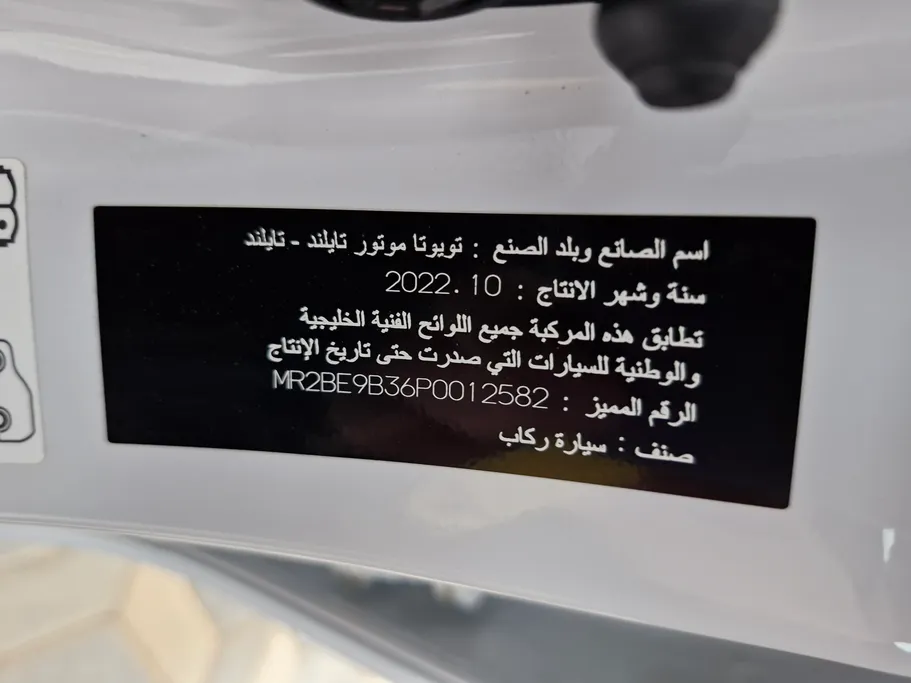 اسم الصانع وبلد الصنع : تويوتا موتور تايلند - تايلند
سنة وشهر الانتاج : 2022.10
تطابق هذه المركبة جميع اللوائح الفنية الخليجية
والوطنية للسيارات التي صدرت حتى تاريخ الإنتاج
الرقم المميز : MR2BE9B36P0012582
صنف : سيارة ركاب